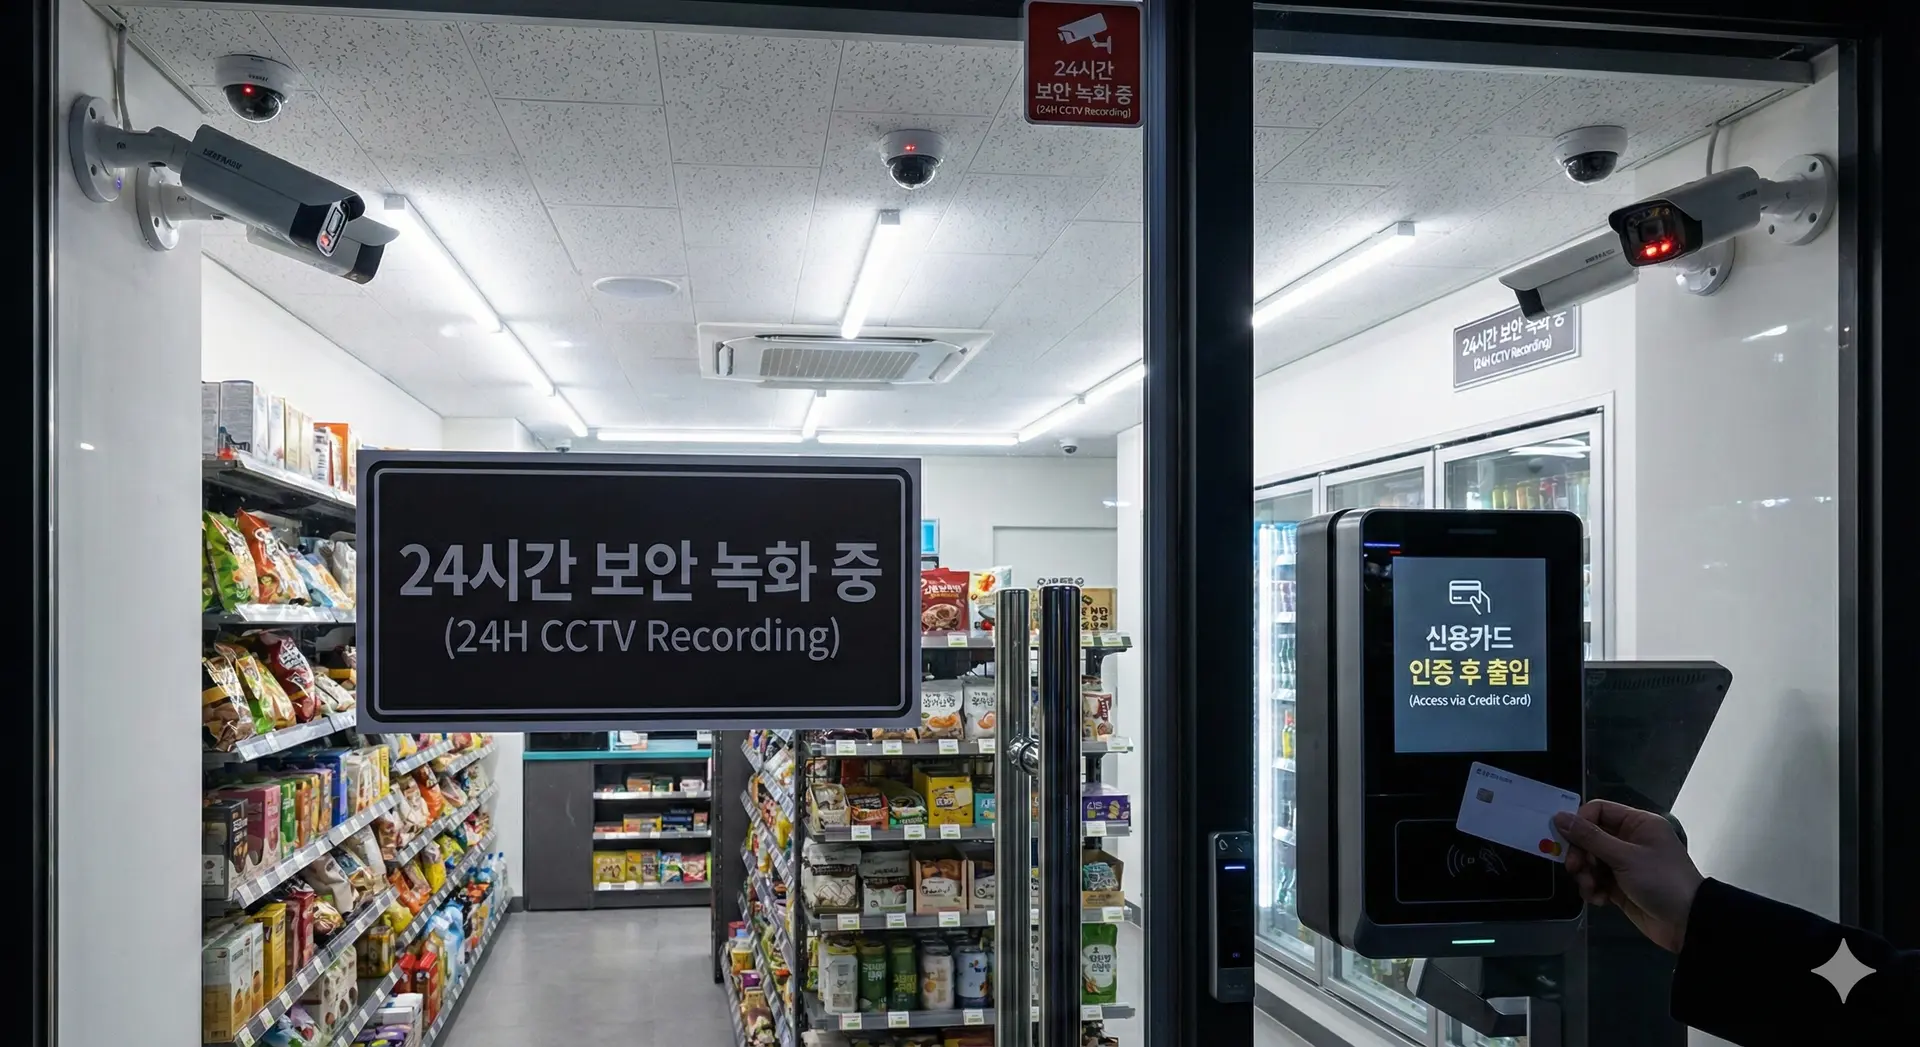 24시간
보안 녹화 중
(24H CCTV Recording)
24시간 보안 녹화 중
(24H CCTV Recording)
24시간 보안 녹화 중
(24H CCTV Recording)
신용카드
인증 후 출입
(Access via Credit Card)